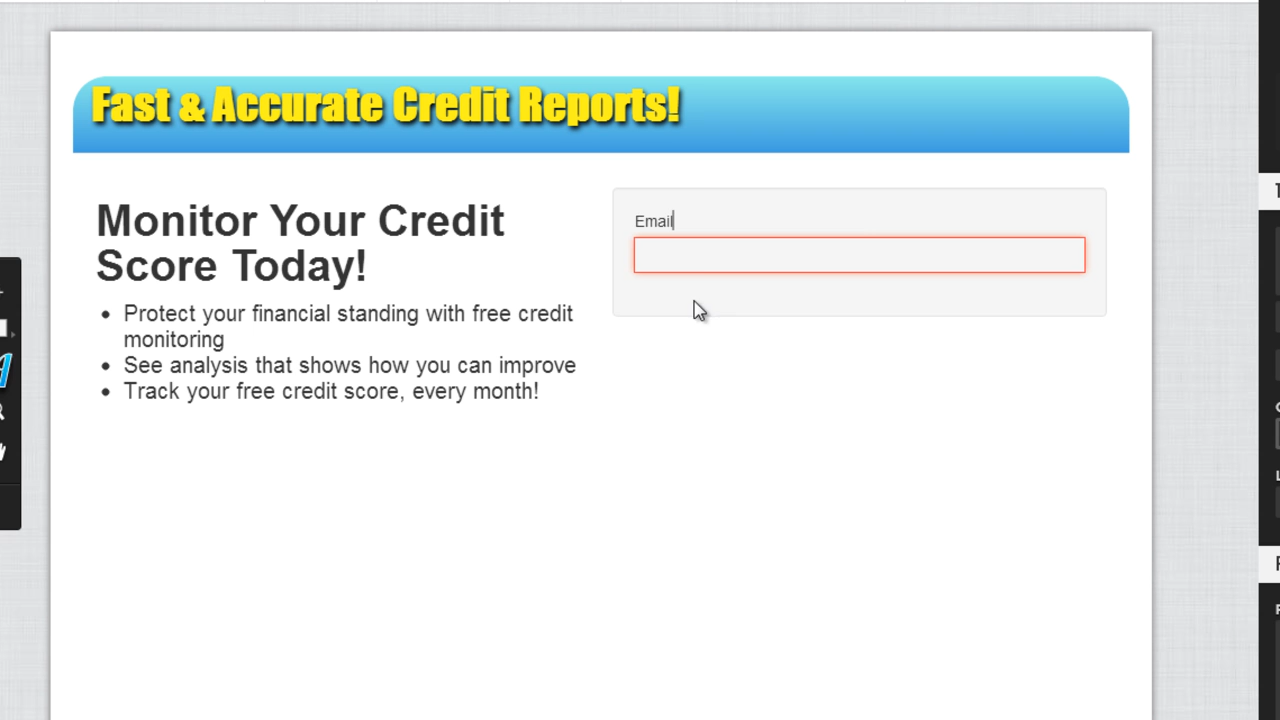 Fast & Accurate Credit Reports!
Monitor Your Credit
Score Today!
• Protect your financial standing with free credit
monitoring
• See analysis that shows how you can improve
• Track your free credit score, every month!
Email